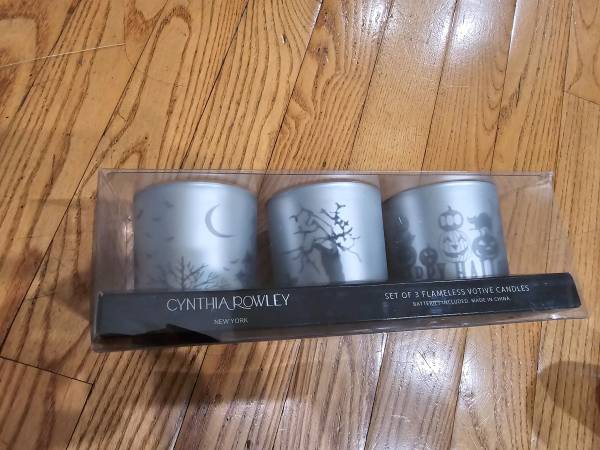 CYNTHIA ROWLEY
NEW YORK
SET OF 3 FLAMELESS VOTIVE CANDLES
BATTERIES INCLUDED. MADE IN CHINA